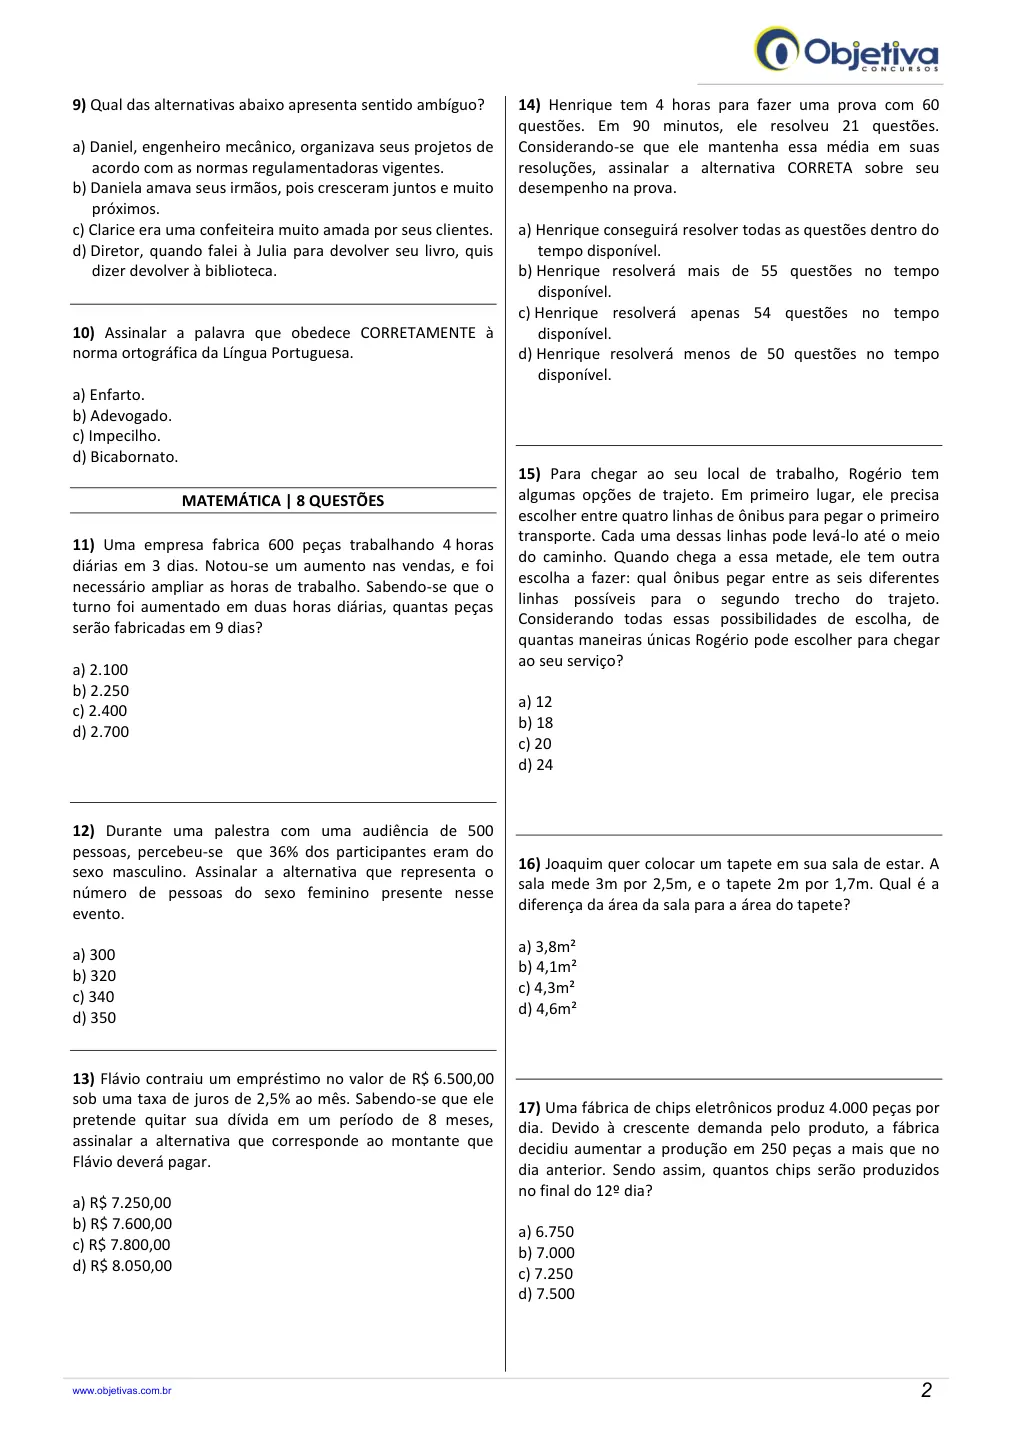 Objetiva
CONCURSOS
9) Qual das alternativas abaixo apresenta sentido ambíguo?
a) Daniel, engenheiro mecânico, organizava seus projetos de
acordo com as normas regulamentadoras vigentes.
b) Daniela amava seus irmãos, pois cresceram juntos e muito
próximos.
c) Clarice era uma confeiteira muito amada por seus clientes.
d) Diretor, quando falei à Julia para devolver seu livro, quis
dizer devolver à biblioteca.
10) Assinalar a palavra que obedece CORRETAMENTE à
norma ortográfica da Língua Portuguesa.
a) Enfarto.
b) Adevogado.
c) Impecilho.
d) Bicabornato.
MATEMÁTICA | 8 QUESTÕES
11) Uma empresa fabrica 600 peças trabalhando 4 horas
diárias em 3 dias. Notou-se um aumento nas vendas, e foi
necessário ampliar as horas de trabalho. Sabendo-se que o
turno foi aumentado em duas horas diárias, quantas peças
serão fabricadas em 9 dias?
a) 2.100
b) 2.250
c) 2.400
d) 2.700
12) Durante uma palestra com uma audiência de 500
pessoas, percebeu-se que 36% dos participantes eram do
sexo masculino. Assinalar a alternativa que representa o
número de pessoas do sexo feminino presente nesse
evento.
a) 300
b) 320
c) 340
d) 350
13) Flávio contraiu um empréstimo no valor de R$ 6.500,00
sob uma taxa de juros de 2,5% ao mês. Sabendo-se que ele
pretende quitar sua dívida em um período de 8 meses,
assinalar a alternativa que corresponde ao montante que
Flávio deverá pagar.
a) R$ 7.250,00
b) R$ 7.600,00
c) R$ 7.800,00
d) R$ 8.050,00
14) Henrique tem 4 horas para fazer uma prova com 60
questões. Em 90 minutos, ele resolveu 21 questões.
Considerando-se que ele mantenha essa média em suas
resoluções, assinalar a alternativa CORRETA sobre seu
desempenho na prova.
a) Henrique conseguirá resolver todas as questões dentro do
tempo disponível.
b) Henrique resolverá mais de 55 questões no tempo
disponível.
c) Henrique resolverá apenas 54 questões no tempo
disponível.
d) Henrique resolverá menos de 50 questões no tempo
disponível.
15) Para chegar ao seu local de trabalho, Rogério tem
algumas opções de trajeto. Em primeiro lugar, ele precisa
escolher entre quatro linhas de ônibus para pegar o primeiro
transporte. Cada uma dessas linhas pode levá-lo até o meio
do caminho. Quando chega a essa metade, ele tem outra
escolha a fazer: qual ônibus pegar entre as seis diferentes
linhas possíveis para o segundo trecho do trajeto.
Considerando todas essas possibilidades de escolha, de
quantas maneiras únicas Rogério pode escolher para chegar
ao seu serviço?
a) 12
b) 18
c) 20
d) 24
16) Joaquim quer colocar um tapete em sua sala de estar. A
sala mede 3m por 2,5m, e o tapete 2m por 1,7m. Qual é a
diferença da área da sala para a área do tapete?
a) 3,8m²
b) 4,1m²
c) 4,3m²
d) 4,6m²
17) Uma fábrica de chips eletrônicos produz 4.000 peças por
dia. Devido à crescente demanda pelo produto, a fábrica
decidiu aumentar a produção em 250 peças a mais que no
dia anterior. Sendo assim, quantos chips serão produzidos
no final do 12º dia?
a) 6.750
b) 7.000
c) 7.250
d) 7.500
www.objetivas.com.br
2